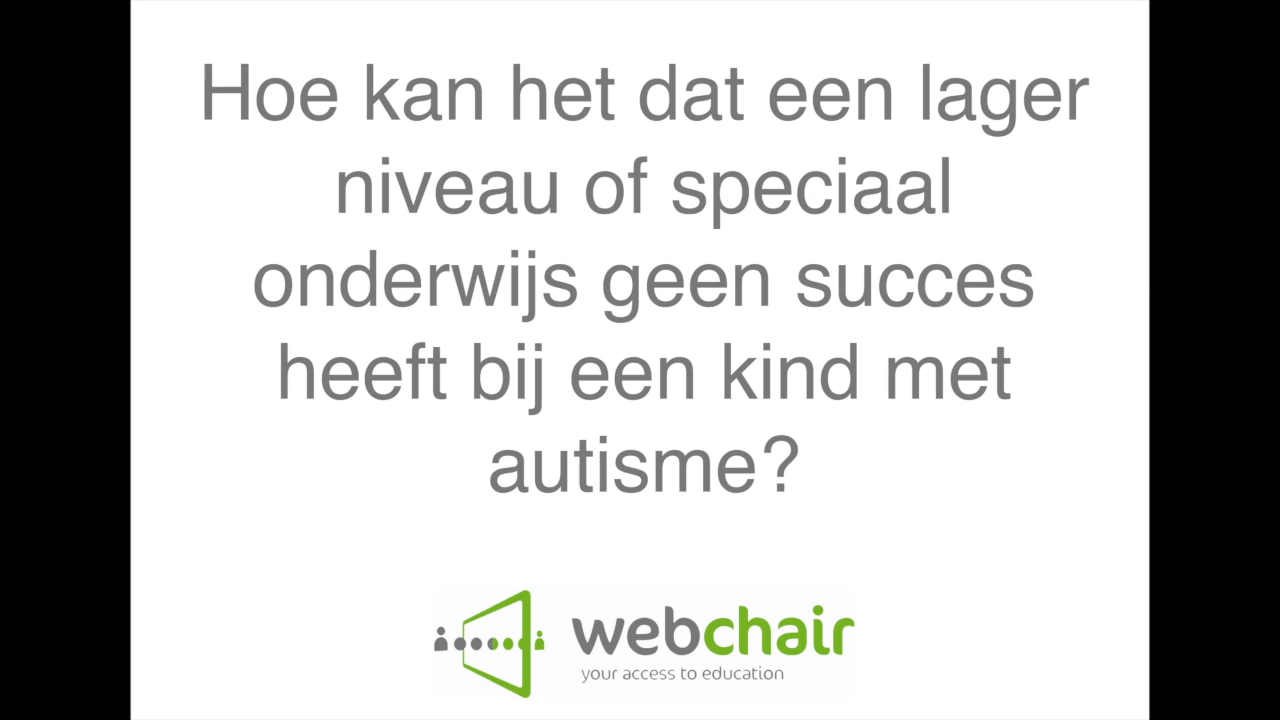 Hoe kan het dat een lager
niveau of speciaal
onderwijs geen succes
heeft bij een kind met
autisme?
webchair
your access to education